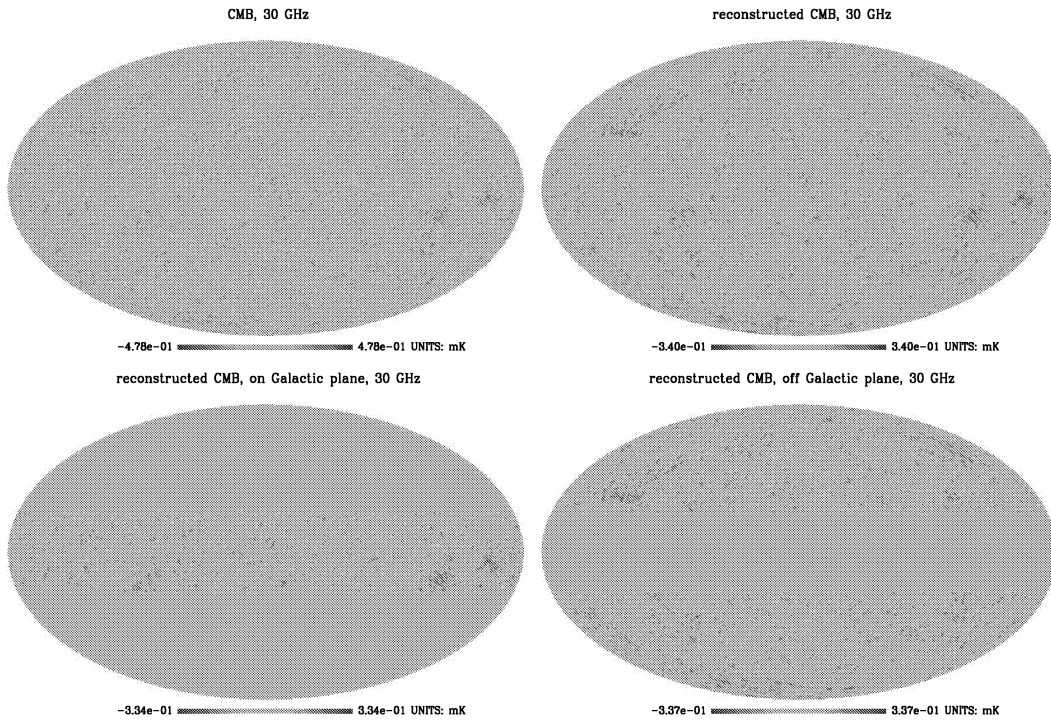 CMB, 30 GHz
reconstructed CMB, 30 GHz
-4.78e-01 4.78e-01 UNITS: mK
-3.40e-01 3.40e-01 UNITS: mK
reconstructed CMB, on Galactic plane, 30 GHz
reconstructed CMB, off Galactic plane, 30 GHz
-3.34e-01 3.34e-01 UNITS: mK
-3.37e-01 3.37e-01 UNITS: mK